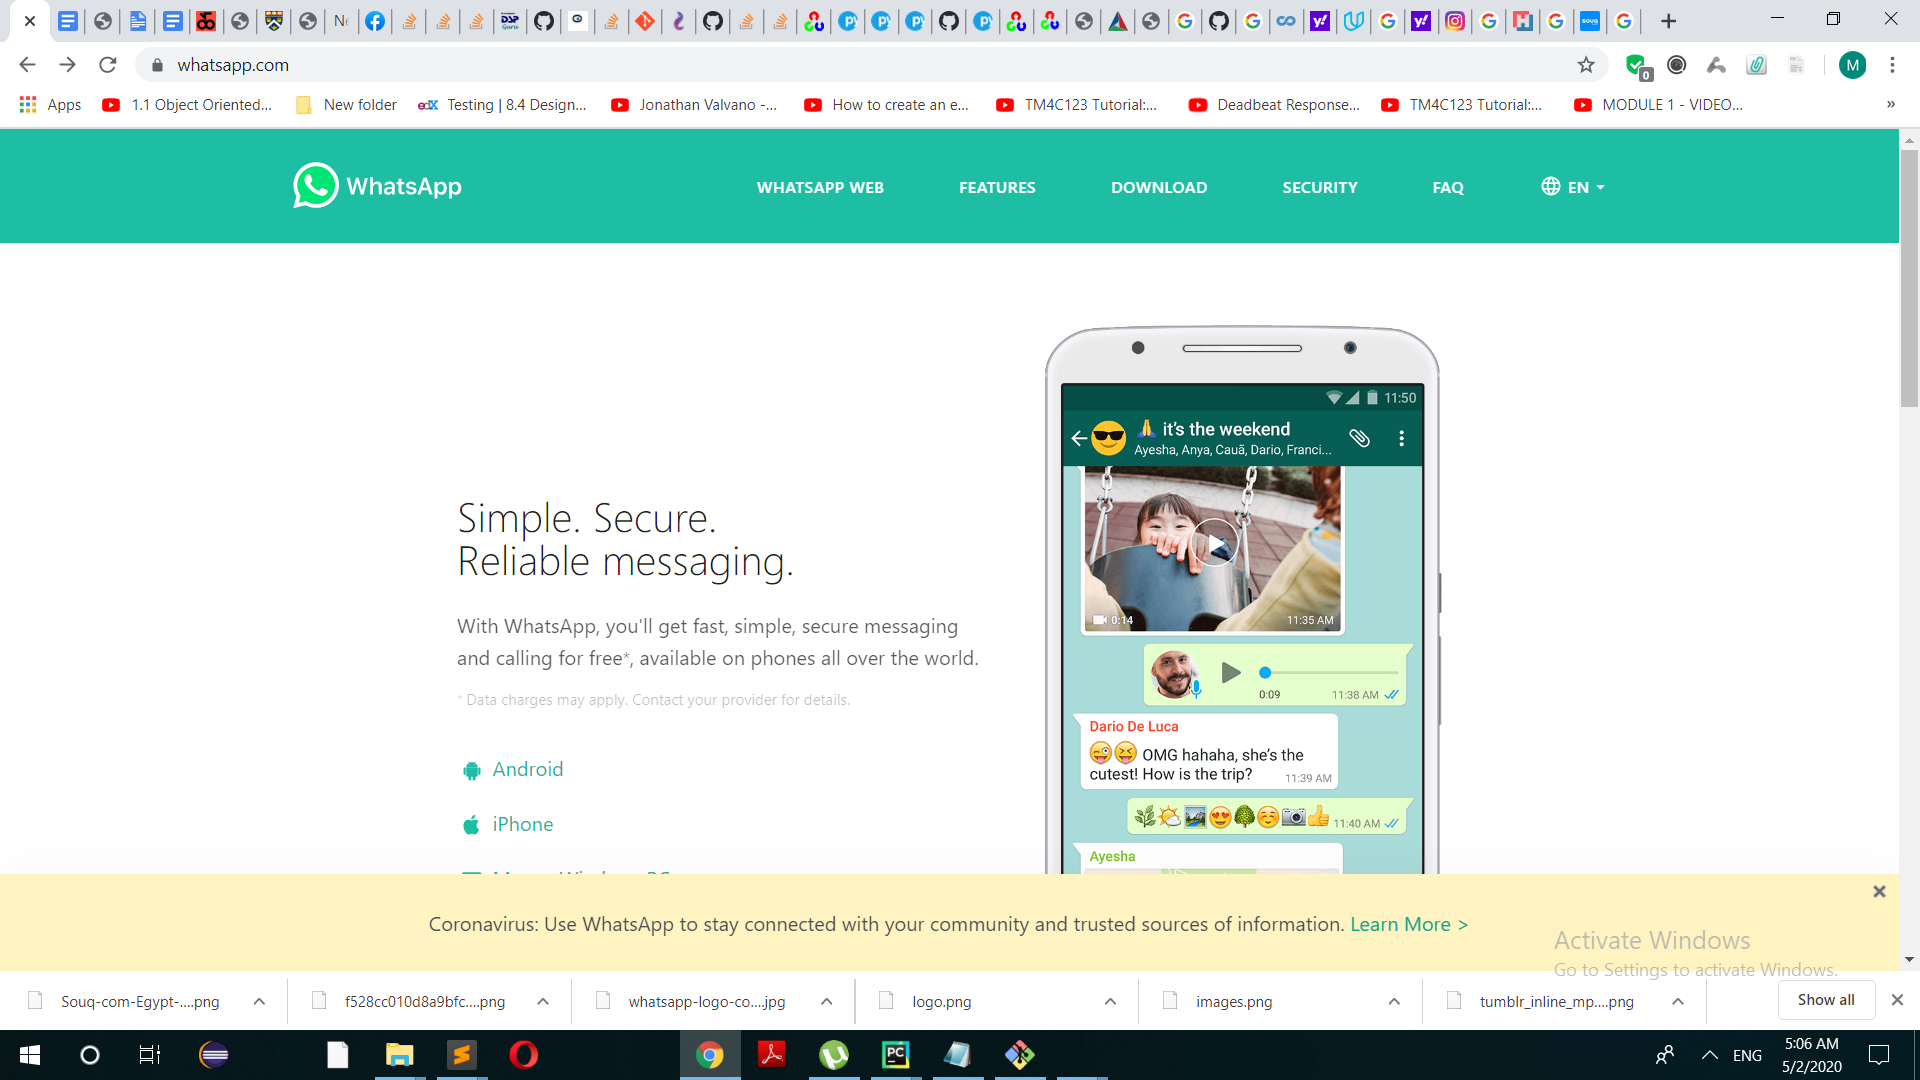 whatsapp.com
0
M
Apps
1.1 Object Oriented...
New folder
edX
Testing | 8.4 Design...
Jonathan Valvano -...
How to create an e...
TM4C123 Tutorial:...
Deadbeat Response...
TM4C123 Tutorial:...
MODULE 1 - VIDEO...
»
WhatsApp
WHATSAPP WEB
FEATURES
DOWNLOAD
SECURITY
FAQ
EN
11:50
🙏 it's the weekend
Ayesha, Anya, Cauã, Dario, Franci...
0:14
11:35 AM
Simple. Secure.
Reliable messaging.
With WhatsApp, you'll get fast, simple, secure messaging
and calling for free*, available on phones all over the world.
* Data charges may apply. Contact your provider for details.
0:09
11:38 AM
Dario De Luca
OMG hahaha, she's the
cutest! How is the trip?
11:39 AM
11:40 AM
Ayesha
Android
iPhone
Coronavirus: Use WhatsApp to stay connected with your community and trusted sources of information. Learn More >
Activate Windows
Go to Settings to activate Windows.
Souq-com-Egypt-....png
f528cc010d8a9bfc....png
whatsapp-logo-co....jpg
logo.png
images.png
tumblr_inline_mp....png
Show all
PC
ENG
5:06 AM
5/2/2020